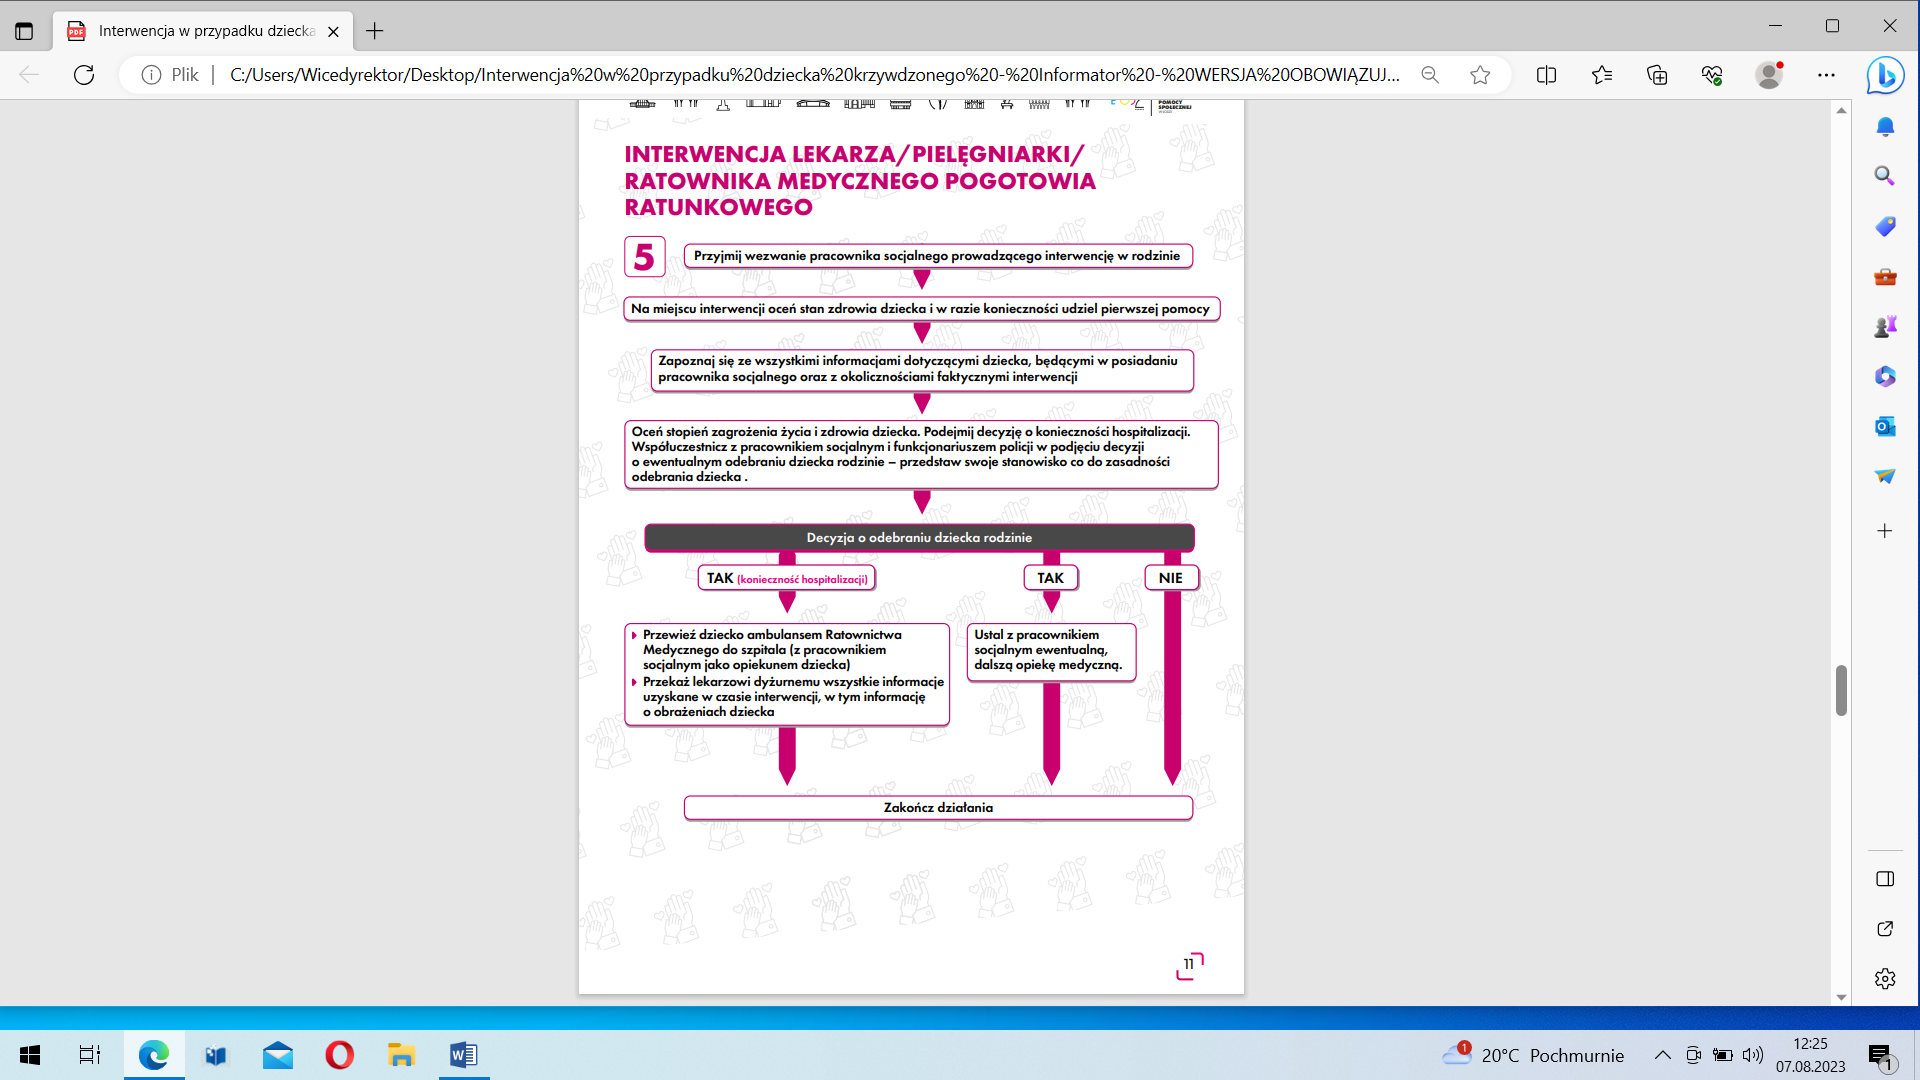 Interwencja w przypadku dziecka
Plik
C:/Users/Wicedyrektor/Desktop/Interwencja%20w%20przypadku%20dziecka%20krzywdzonego%20-%20Informator%20-%20WERSJA%20OBOWIĄZUJ...
POMOCY
SPOŁECZNEJ
INTERWENCJA LEKARZA/PIELĘGNIARKI/
RATOWNIKA MEDYCZNEGO POGOTOWIA
RATUNKOWEGO
5
Przyjmij wezwanie pracownika socjalnego prowadzącego interwencję w rodzinie
Na miejscu interwencji oceń stan zdrowia dziecka i w razie konieczności udziel pierwszej pomocy
Zapoznaj się ze wszystkimi informacjami dotyczącymi dziecka, będącymi w posiadaniu
pracownika socjalnego oraz z okolicznościami faktycznymi interwencji
Oceń stopień zagrożenia życia i zdrowia dziecka. Podejmij decyzję o konieczności hospitalizacji.
Współuczestnicz z pracownikiem socjalnym i funkcjonariuszem policji w podjęciu decyzji
o ewentualnym odebraniu dziecka rodzinie – przedstaw swoje stanowisko co do zasadności
odebrania dziecka .
Decyzja o odebraniu dziecka rodzinie
TAK (konieczność hospitalizacji)
TAK
NIE
Przewieź dziecko ambulansem Ratownictwa
Medycznego do szpitala (z pracownikiem
socjalnym jako opiekunem dziecka)
Przekaż lekarzowi dyżurnemu wszystkie informacje
uzyskane w czasie interwencji, w tym informację
o obrażeniach dziecka
Ustal z pracownikiem
socjalnym ewentualną,
dalszą opiekę medyczną.
Zakończ działania
11
1
20°C Pochmurnie
12:25
07.08.2023
1